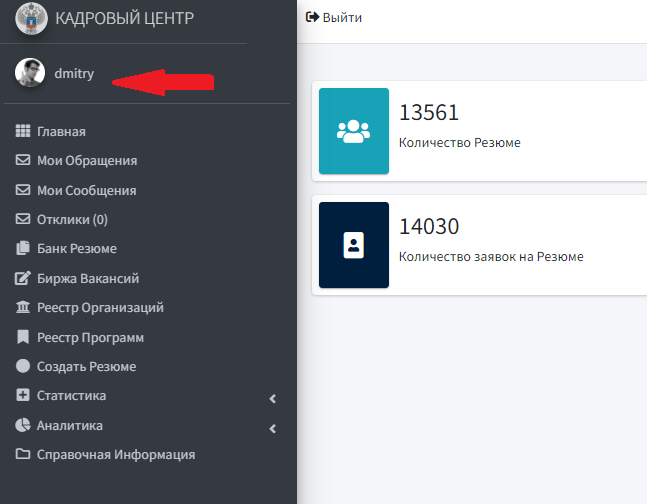 КАДРОВЫЙ ЦЕНТР
Выйти
dmitry
Главная
Мои Обращения
Мои Сообщения
Отклики (0)
Банк Резюме
Биржа Вакансий
Реестр Организаций
Реестр Программ
Создать Резюме
Статистика
Аналитика
Справочная Информация
13561
Количество Резюме
14030
Количество заявок на Резюме